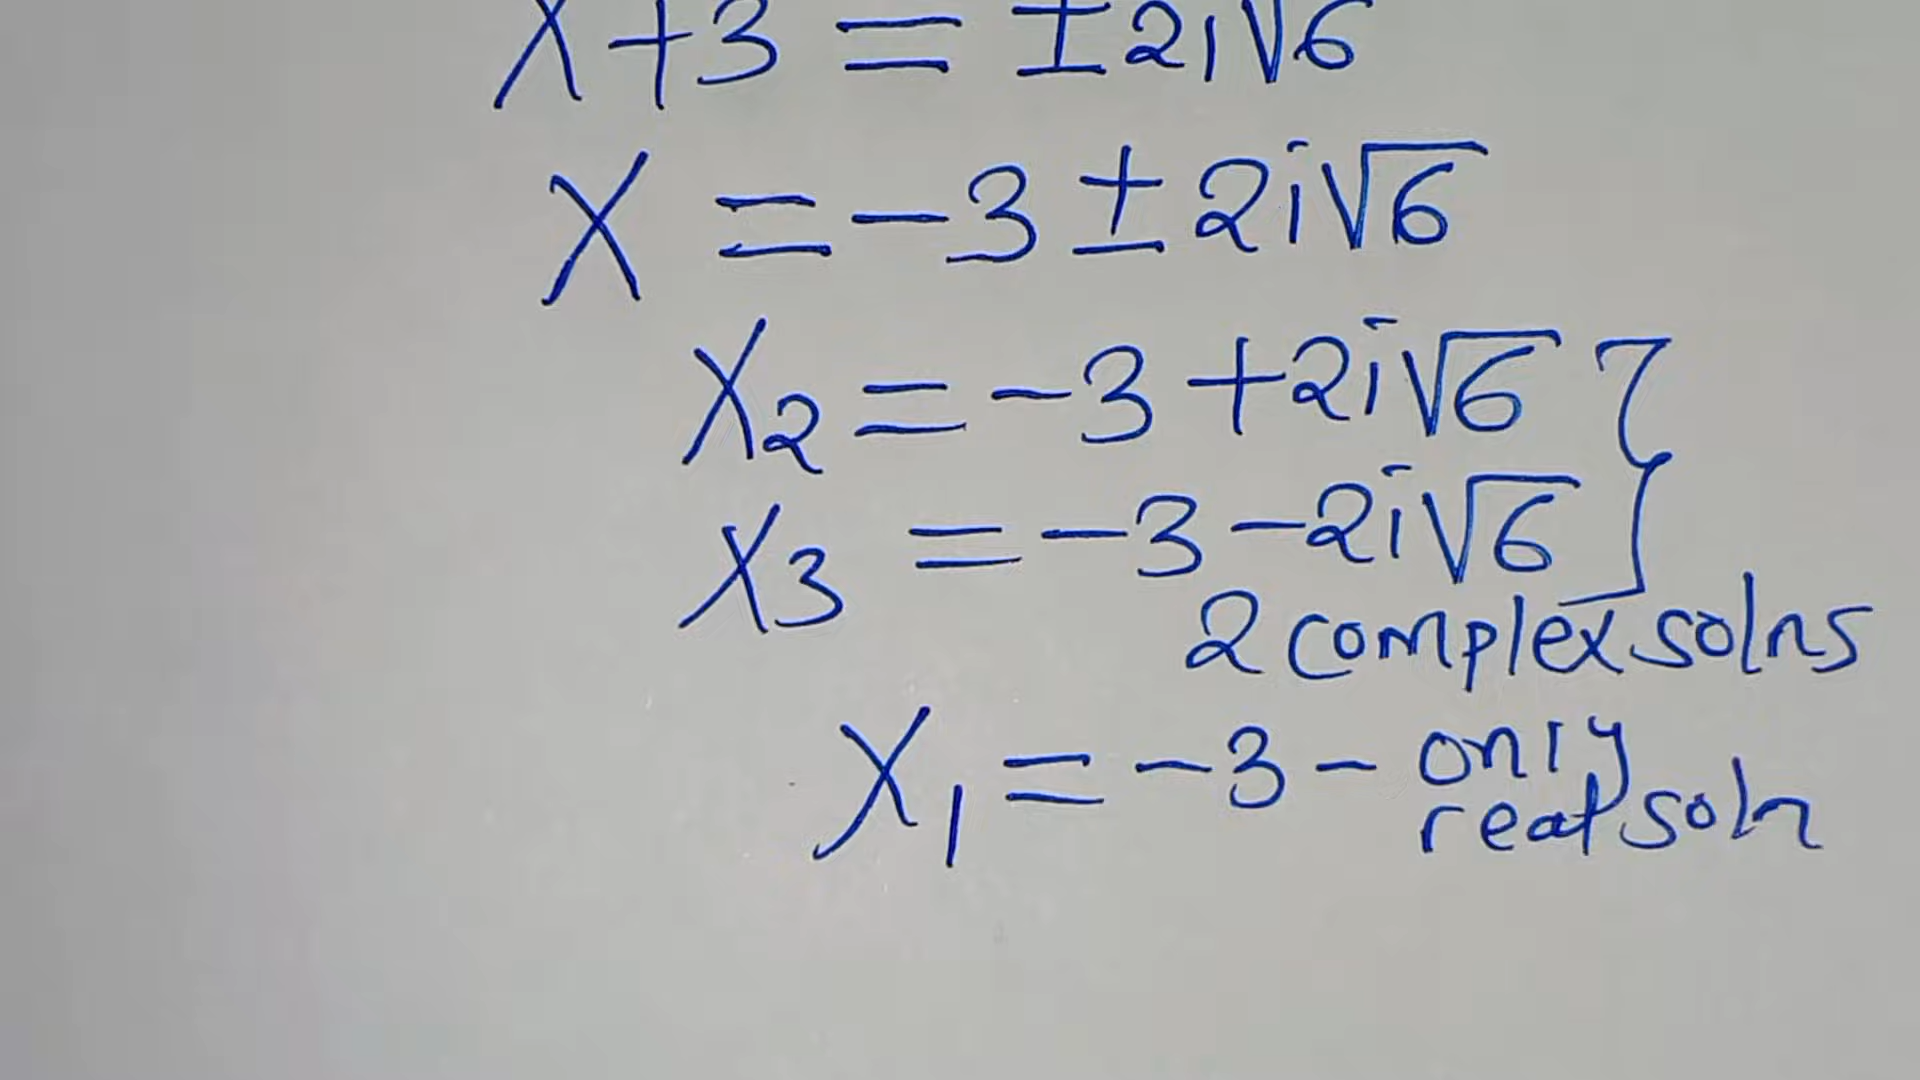 X+3 = ±2i√6
X = -3 ± 2i√6
X2 = -3 + 2i√6 }
X3 = -3 - 2i√6
2 complex solns
X1 = -3 - only
real soln